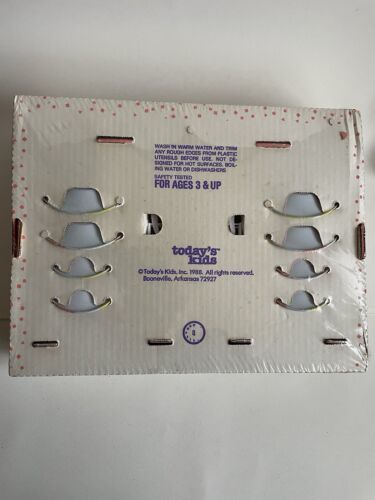 WASH IN WARM WATER AND TRIM
ANY ROUGH EDGES FROM PLASTIC
UTENSILS BEFORE USE. NOT DE-
SIGNED FOR HOT SURFACES, BOIL-
ING WATER OR DISHWASHERS
SAFETY TESTED
FOR AGES 3 & UP
today's™
kids
©Today's Kids, Inc. 1988. All rights reserved.
Booneville, Arkansas 72927